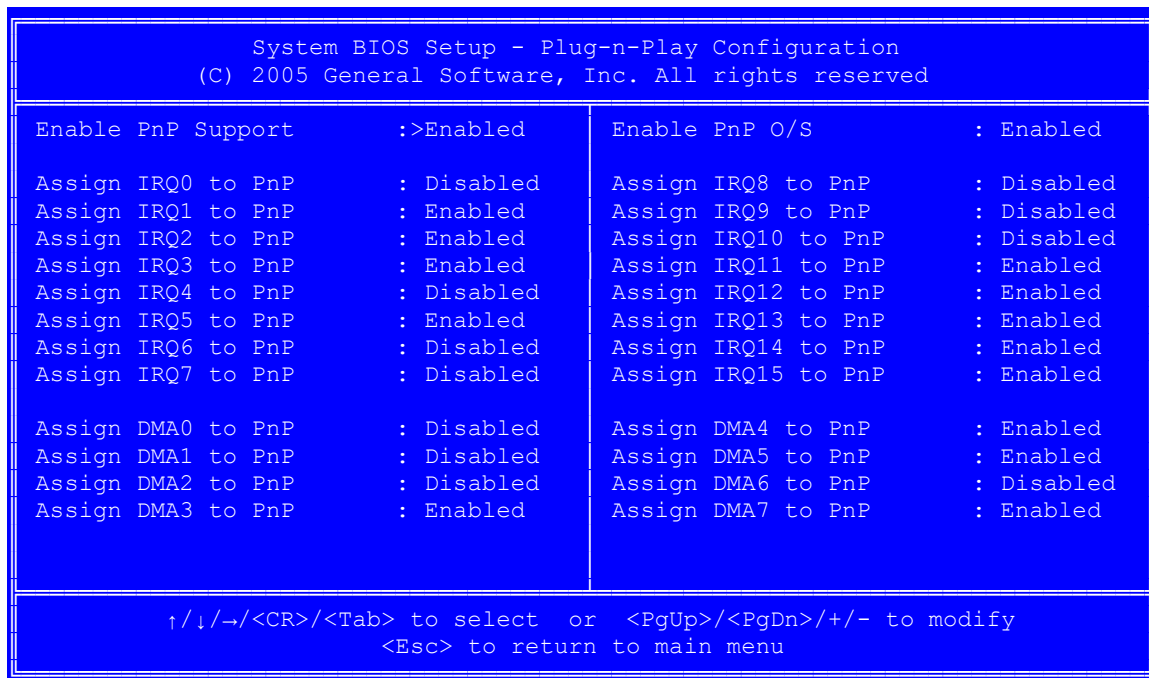 System BIOS Setup - Plug-n-Play Configuration
(C) 2005 General Software, Inc. All rights reserved
Enable PnP Support :>Enabled Enable PnP O/S : Enabled
Assign IRQ0 to PnP : Disabled Assign IRQ8 to PnP : Disabled
Assign IRQ1 to PnP : Enabled Assign IRQ9 to PnP : Disabled
Assign IRQ2 to PnP : Enabled Assign IRQ10 to PnP : Disabled
Assign IRQ3 to PnP : Enabled Assign IRQ11 to PnP : Enabled
Assign IRQ4 to PnP : Disabled Assign IRQ12 to PnP : Enabled
Assign IRQ5 to PnP : Enabled Assign IRQ13 to PnP : Enabled
Assign IRQ6 to PnP : Disabled Assign IRQ14 to PnP : Enabled
Assign IRQ7 to PnP : Disabled Assign IRQ15 to PnP : Enabled
Assign DMA0 to PnP : Disabled Assign DMA4 to PnP : Enabled
Assign DMA1 to PnP : Disabled Assign DMA5 to PnP : Enabled
Assign DMA2 to PnP : Disabled Assign DMA6 to PnP : Disabled
Assign DMA3 to PnP : Enabled Assign DMA7 to PnP : Enabled
↑/↓/→/<CR>/<Tab> to select or <PgUp>/<PgDn>/+/- to modify
<Esc> to return to main menu